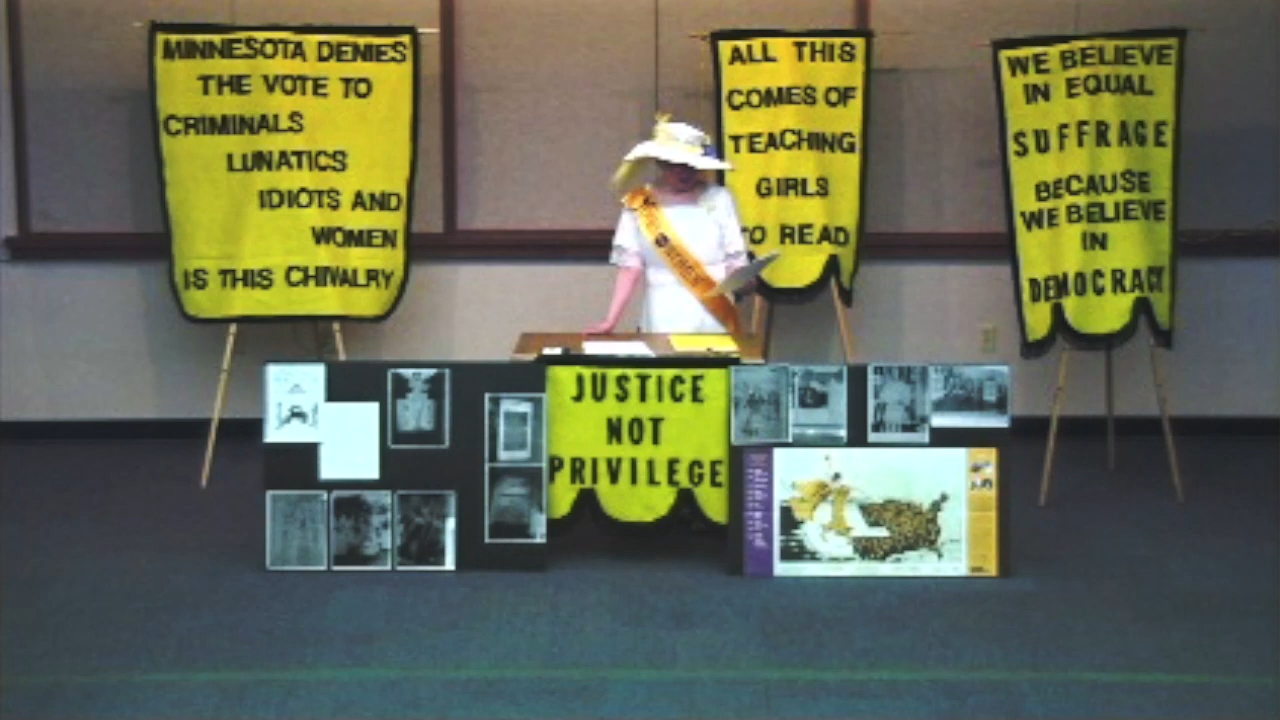 MINNESOTA DENIES
THE VOTE TO
CRIMINALS
LUNATICS
IDIOTS AND
WOMEN
IS THIS CHIVALRY
ALL THIS
COMES OF
TEACHING
GIRLS
TO READ
WE BELIEVE
IN EQUAL
SUFFRAGE
BECAUSE
WE BELIEVE
IN
DEMOCRACY
JUSTICE
NOT
PRIVILEGE